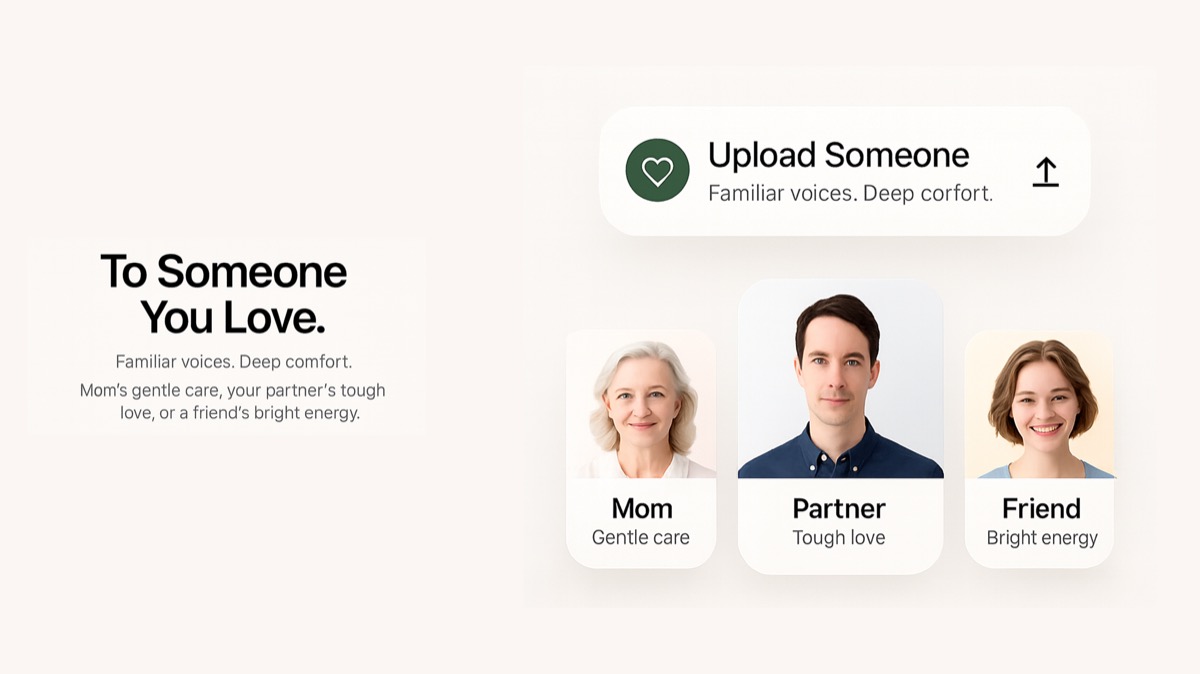 To Someone
You Love.
Familiar voices. Deep comfort.
Mom's gentle care, your partner's tough
love, or a friend's bright energy.
Upload Someone
Familiar voices. Deep corfort.
Mom
Gentle care
Partner
Tough love
Friend
Bright energy